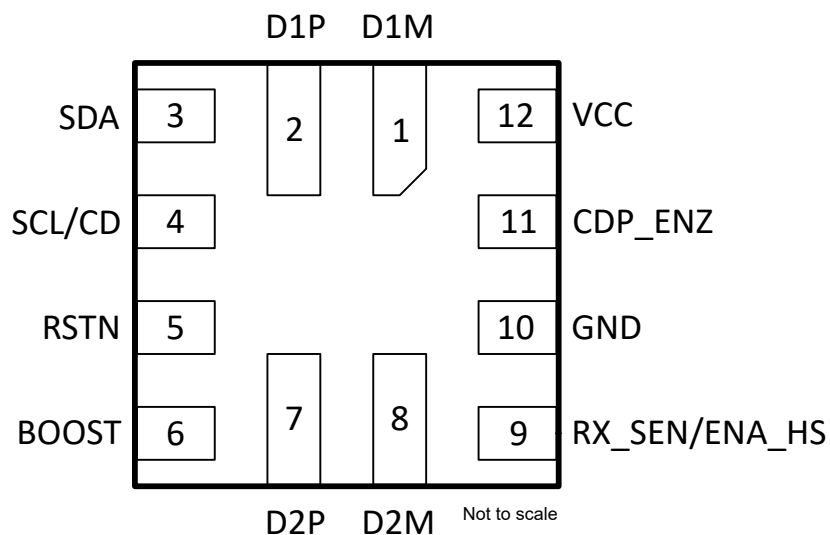 D1P D1M
SDA 3 2 1 12 VCC
SCL/CD 4 11 CDP_ENZ
RSTN 5 10 GND
BOOST 6 7 8 9 RX_SEN/ENA_HS
D2P D2M Not to scale